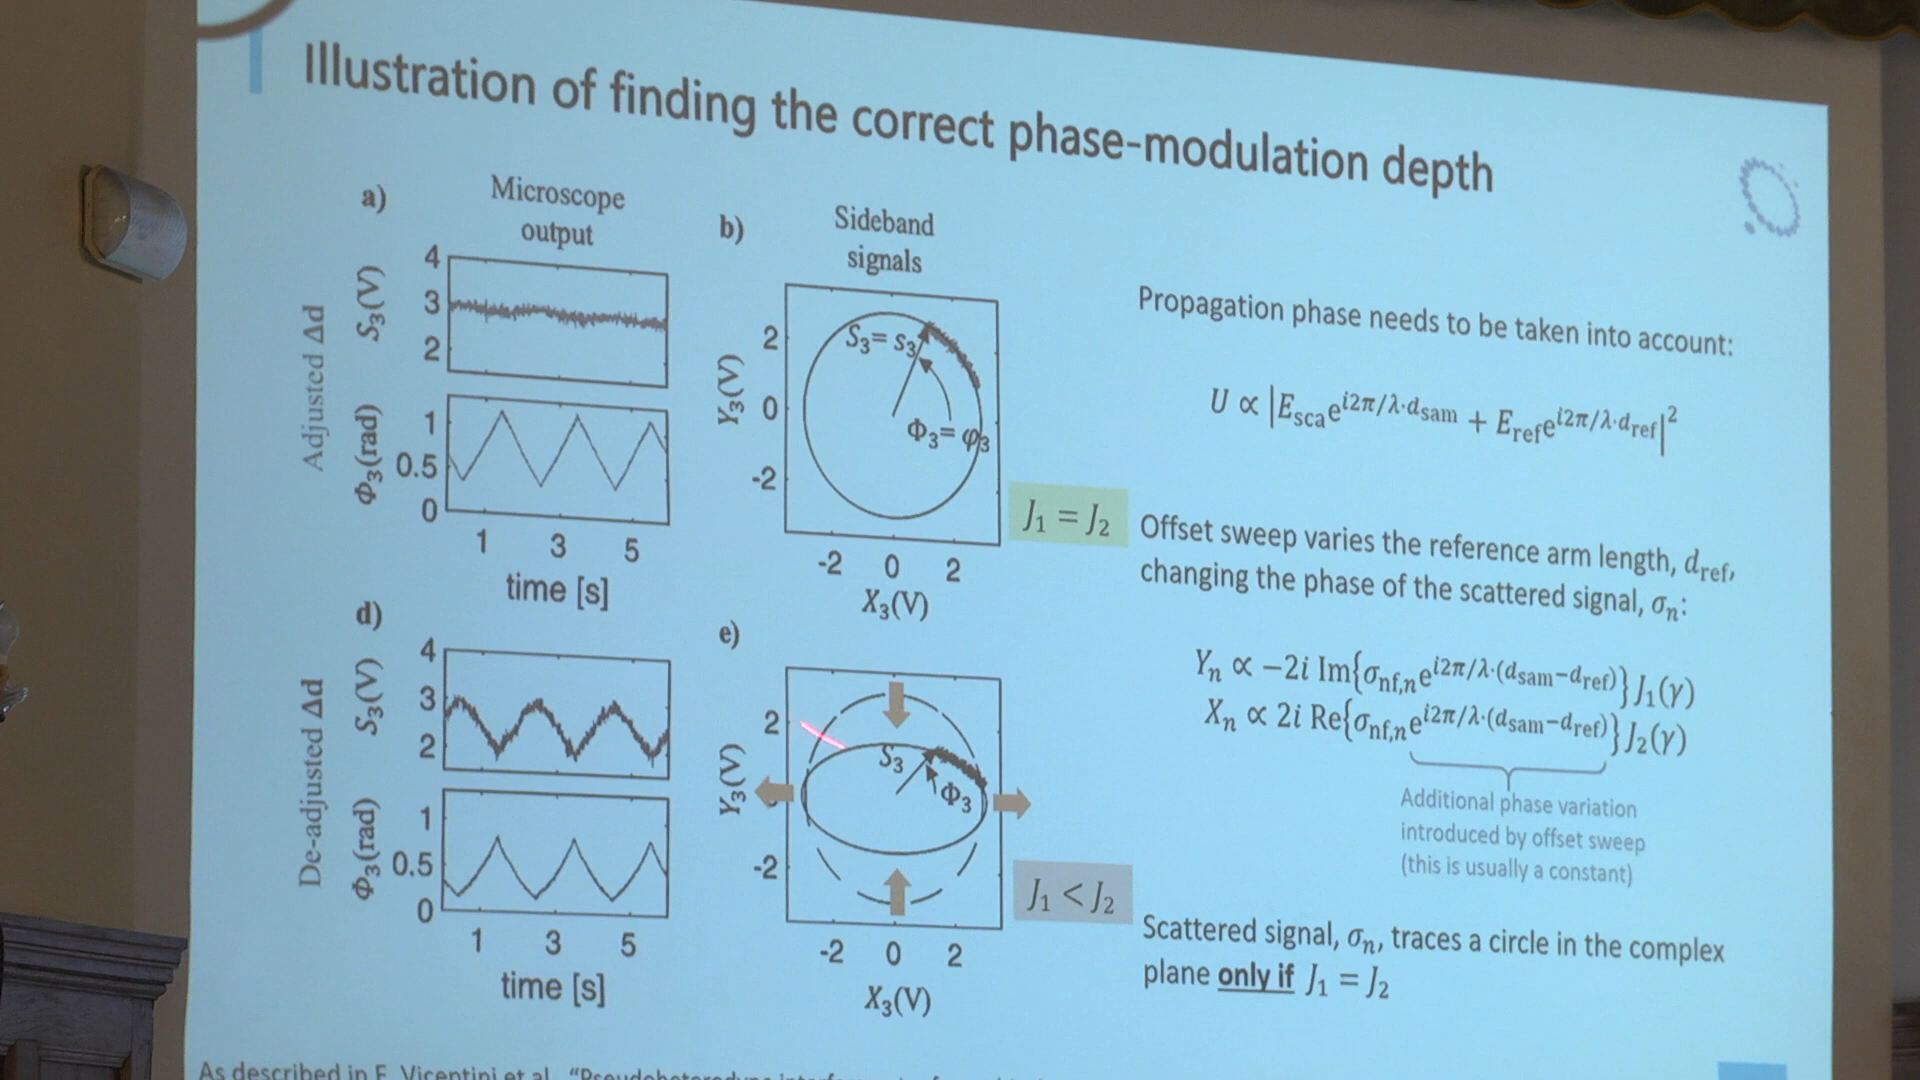 Illustration of finding the correct phase-modulation depth
a)
Microscope
output
b)
Sideband
signals
Adjusted Δd
S₃(V)
4
3
2
Φ₃(rad)
1
0.5
0
1 3 5
time [s]
Y₃(V)
2
0
-2
S₃= s₃
Φ₃= φ₃
-2 0 2
X₃(V)
J₁ = J₂
Propagation phase needs to be taken into account:
U ∝ |E_sca e^{i2π/λ·d_sam} + E_ref e^{i2π/λ·d_ref}|²
Offset sweep varies the reference arm length, d_ref,
changing the phase of the scattered signal, σₙ:
Yₙ ∝ −2i Im{σ_nf,n e^{i2π/λ·(d_sam−d_ref)}}J₁(γ)
Xₙ ∝ 2i Re{σ_nf,n e^{i2π/λ·(d_sam−d_ref)}}J₂(γ)
Additional phase variation
introduced by offset sweep
(this is usually a constant)
d)
e)
De-adjusted Δd
S₃(V)
4
3
2
Φ₃(rad)
1
0.5
0
1 3 5
time [s]
Y₃(V)
2
-2
S₃
Φ₃
-2 0 2
X₃(V)
J₁ < J₂
Scattered signal, σₙ, traces a circle in the complex
plane only if J₁ = J₂
As described in F. Vicentini et al., "Pseudoheterodyne